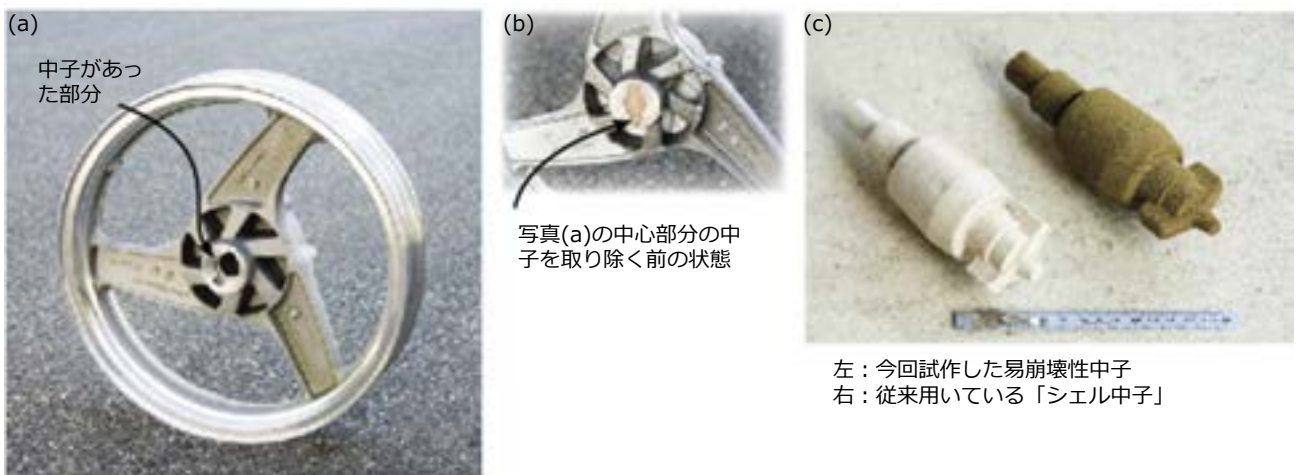 (a)
中子があっ
た部分
(b)
写真(a)の中心部分の中
子を取り除く前の状態
(c)
左：今回試作した易崩壊性中子
右：従来用いている「シェル中子」